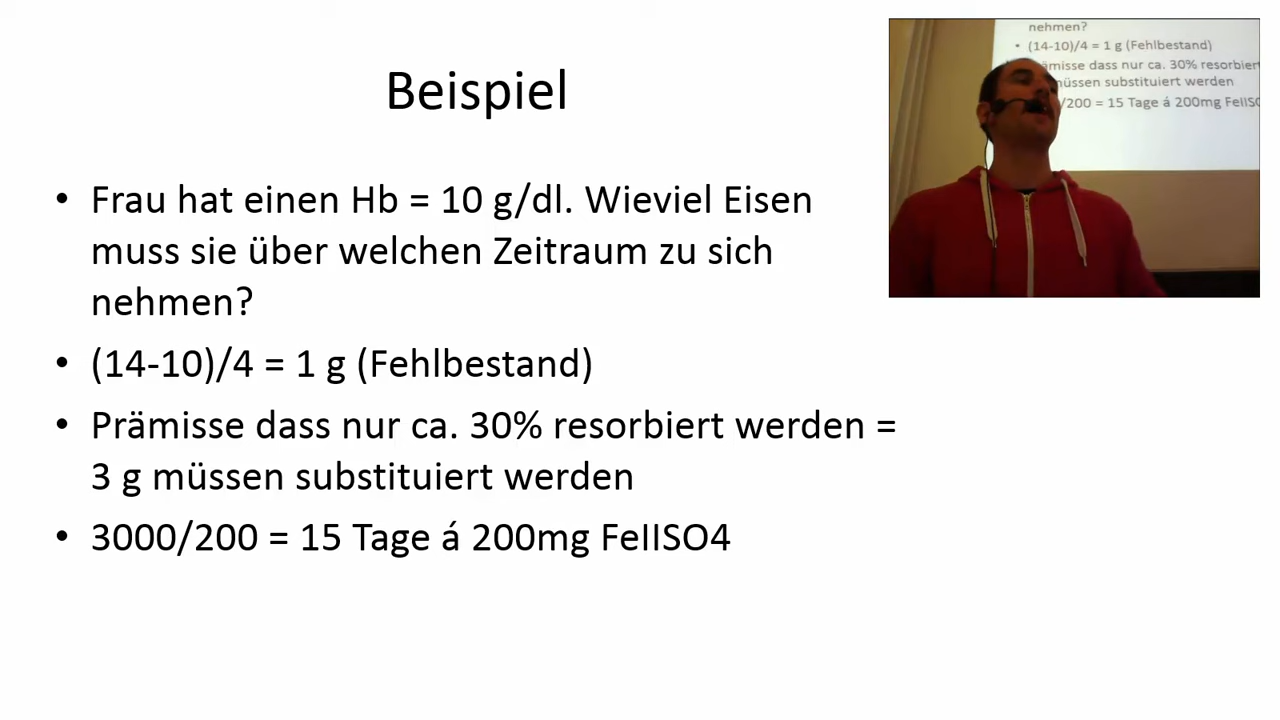 Beispiel
• Frau hat einen Hb = 10 g/dl. Wieviel Eisen
muss sie über welchen Zeitraum zu sich
nehmen?
• (14-10)/4 = 1 g (Fehlbestand)
• Prämisse dass nur ca. 30% resorbiert werden =
3 g müssen substituiert werden
• 3000/200 = 15 Tage á 200mg FeIISO4
nehmen?
• (14-10)/4 = 1 g (Fehlbestand)
Prämisse dass nur ca. 30% resorbiert
müssen substituiert werden
/200 = 15 Tage á 200mg FeIISO